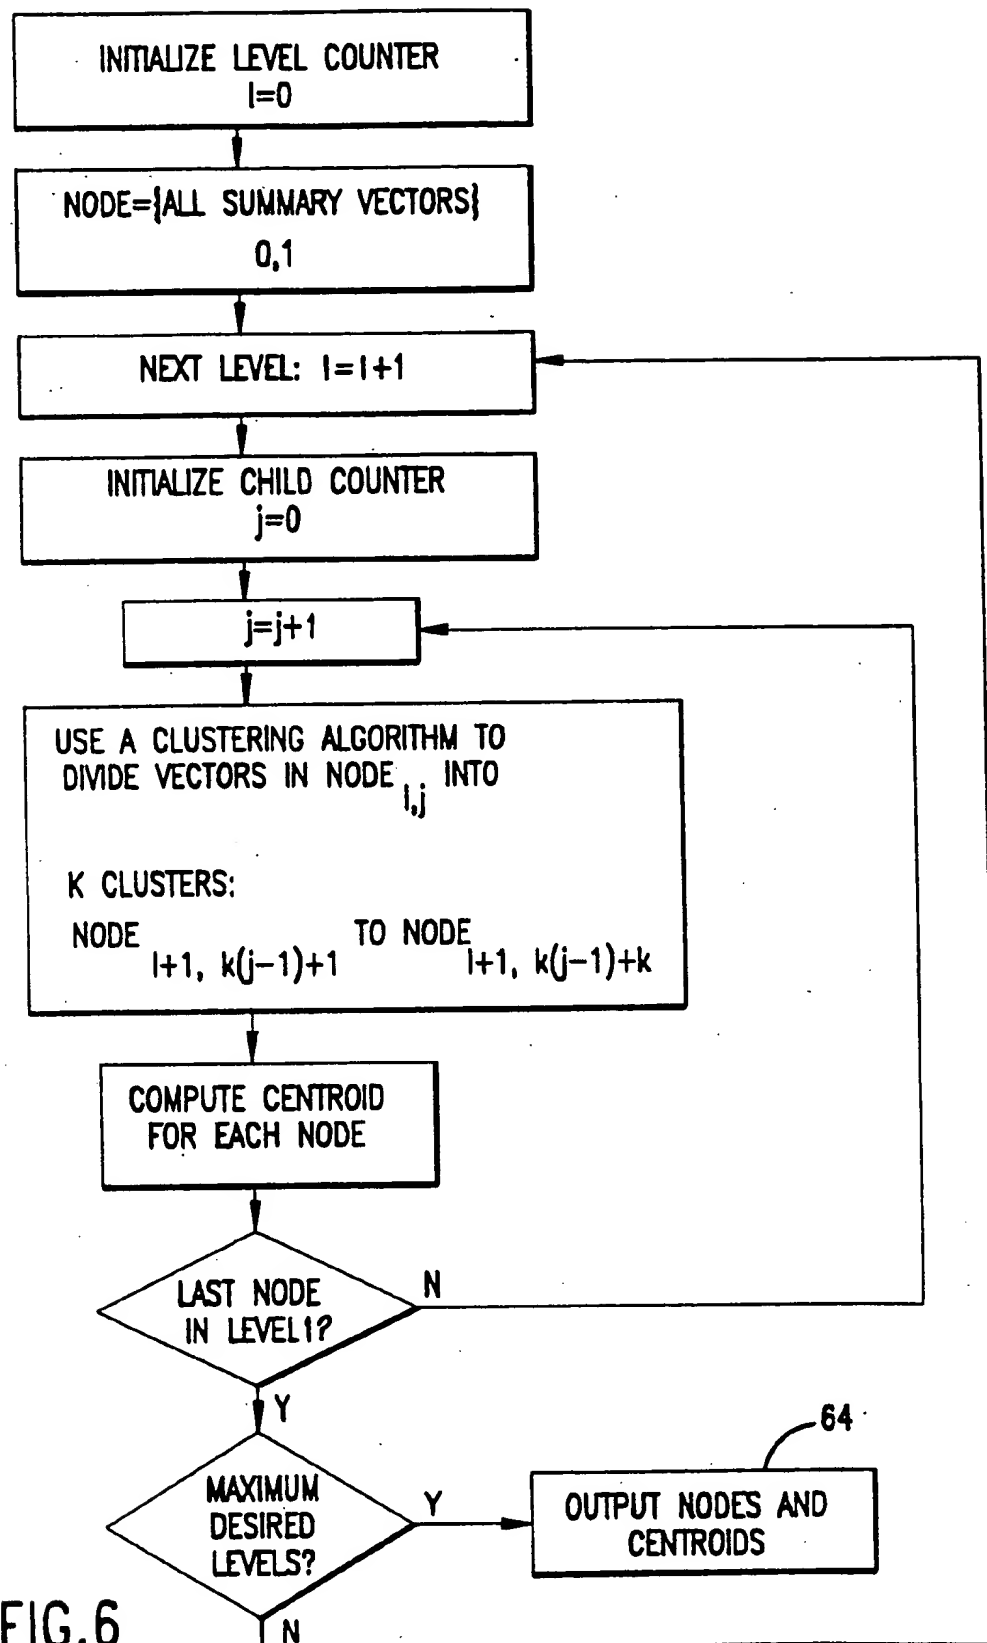 INITIALIZE LEVEL COUNTER
l=0
NODE={ALL SUMMARY VECTORS}
0,1
NEXT LEVEL: l=l+1
INITIALIZE CHILD COUNTER
j=0
j=j+1
USE A CLUSTERING ALGORITHM TO
DIVIDE VECTORS IN NODE l,j INTO
K CLUSTERS:
NODE l+1, k(j-1)+1 TO NODE l+1, k(j-1)+k
COMPUTE CENTROID
FOR EACH NODE
LAST NODE
IN LEVEL1?
N
Y
MAXIMUM
DESIRED
LEVELS?
Y
64
OUTPUT NODES AND
CENTROIDS
N
FIG.6